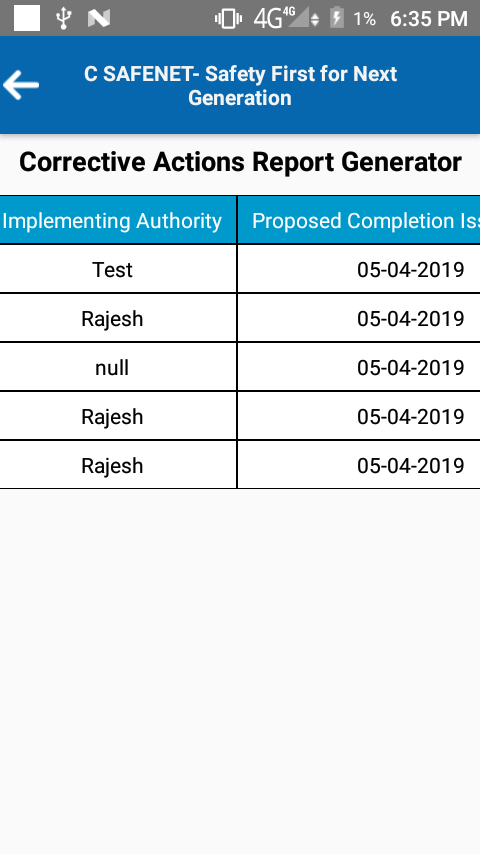 4G 4G 1% 6:35 PM
C SAFENET- Safety First for Next
Generation
Corrective Actions Report Generator
Implementing Authority Proposed Completion Iss
Test 05-04-2019
Rajesh 05-04-2019
null 05-04-2019
Rajesh 05-04-2019
Rajesh 05-04-2019